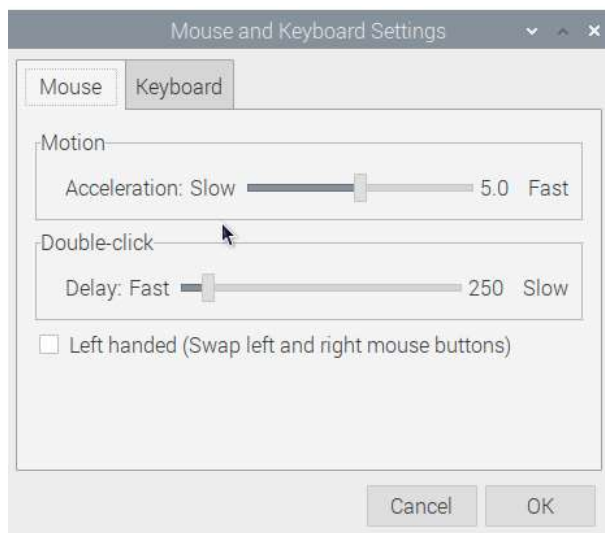 Mouse and Keyboard Settings
Mouse Keyboard
Motion
Acceleration: Slow 5.0 Fast
Double-click
Delay: Fast 250 Slow
Left handed (Swap left and right mouse buttons)
Cancel OK